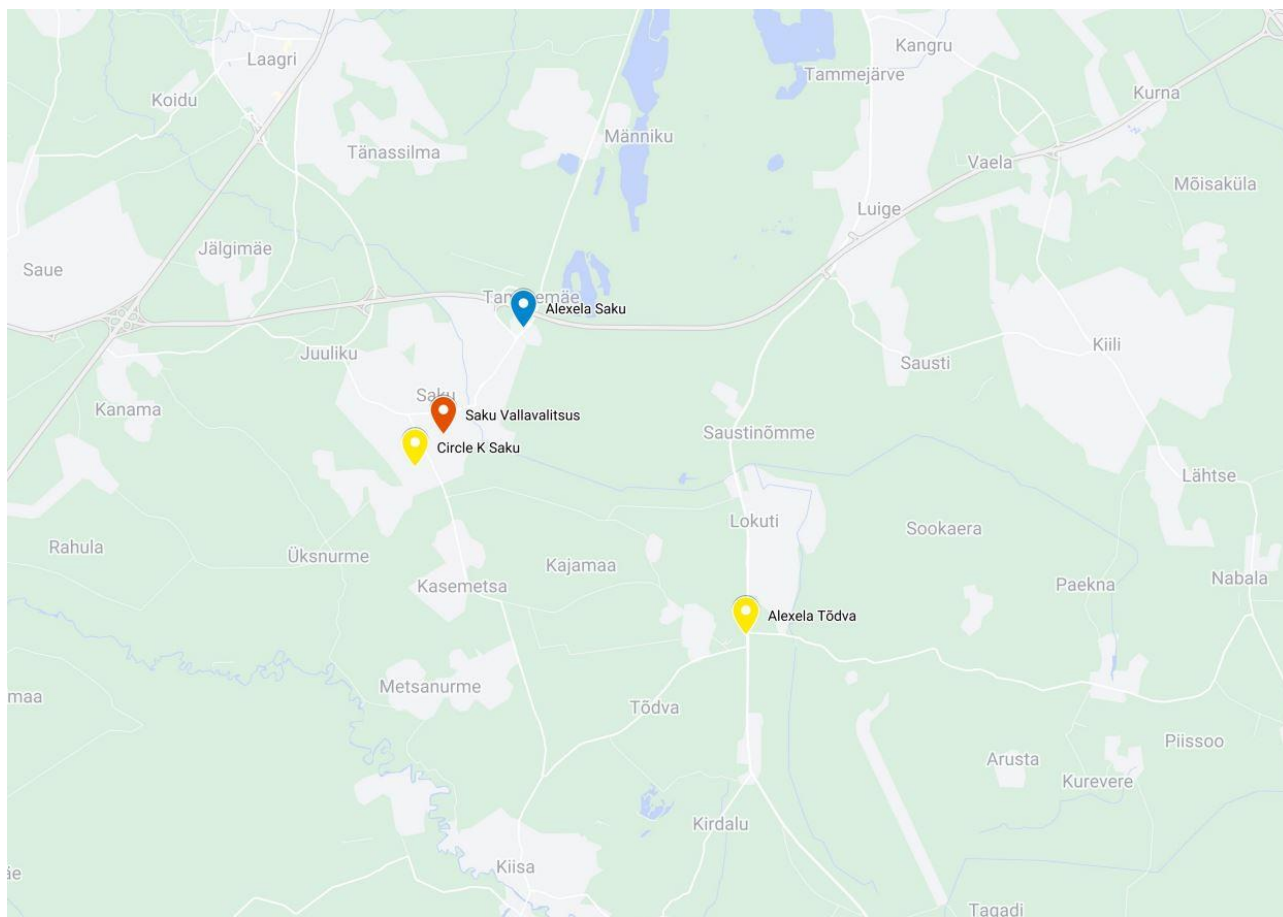 Kangru
Laagri
Tammejärve
Koidu
Kurna
Männiku
Tänassilma
Vaela
Mõisaküla
Luige
Jälgimäe
Saue
Alexela Saku
Kiili
Juuliku
Sausti
Saku
Kanama
Saku Vallavalitsus
Saustinõmme
Circle K Saku
Lähtse
Lokuti
Sookaera
Rahula
Üksnurme
Kajamaa
Nabala
Kasemetsa
Paekna
Alexela Tõdva
Metsanurme
maa
Tõdva
Piissoo
Arusta
Kurevere
Kirdalu
Kiisa
äe
Tagadi